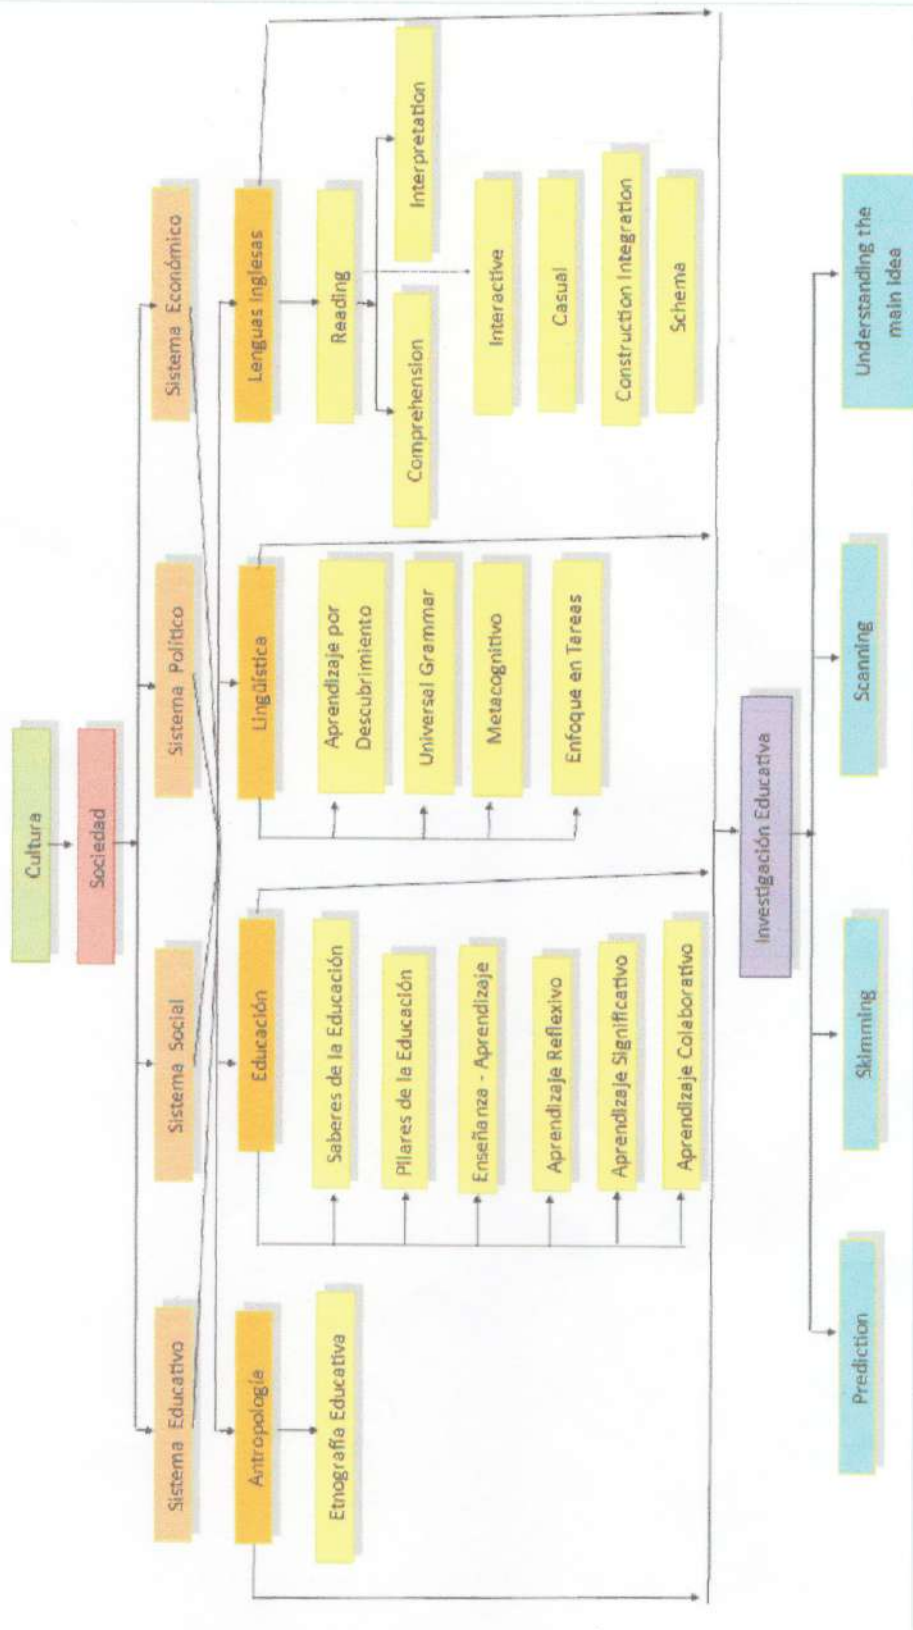 Cultura
Sociedad
Sistema Educativo
Sistema Social
Sistema Político
Sistema Económico
Antropología
Educación
Lingüística
Lenguas Inglesas
Etnografía Educativa
Saberes de la Educación
Pilares de la Educación
Enseñanza - Aprendizaje
Aprendizaje Reflexivo
Aprendizaje Significativo
Aprendizaje Colaborativo
Aprendizaje por
Descubrimiento
Universal Grammar
Metacognitivo
Enfoque en Tareas
Reading
Comprehension
Interpretation
Interactive
Casual
Construction Integration
Schema
Investigación Educativa
Prediction
Skimming
Scanning
Understanding the
main idea